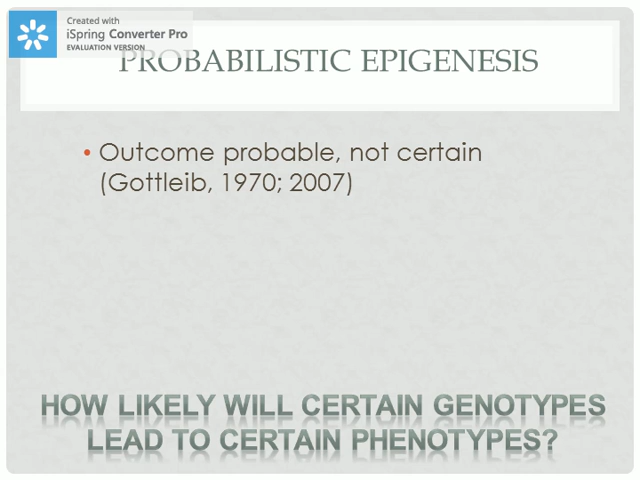 Created with
iSpring Converter Pro
EVALUATION VERSION
PROBABILISTIC EPIGENESIS
• Outcome probable, not certain
(Gottleib, 1970; 2007)
HOW LIKELY WILL CERTAIN GENOTYPES
LEAD TO CERTAIN PHENOTYPES?